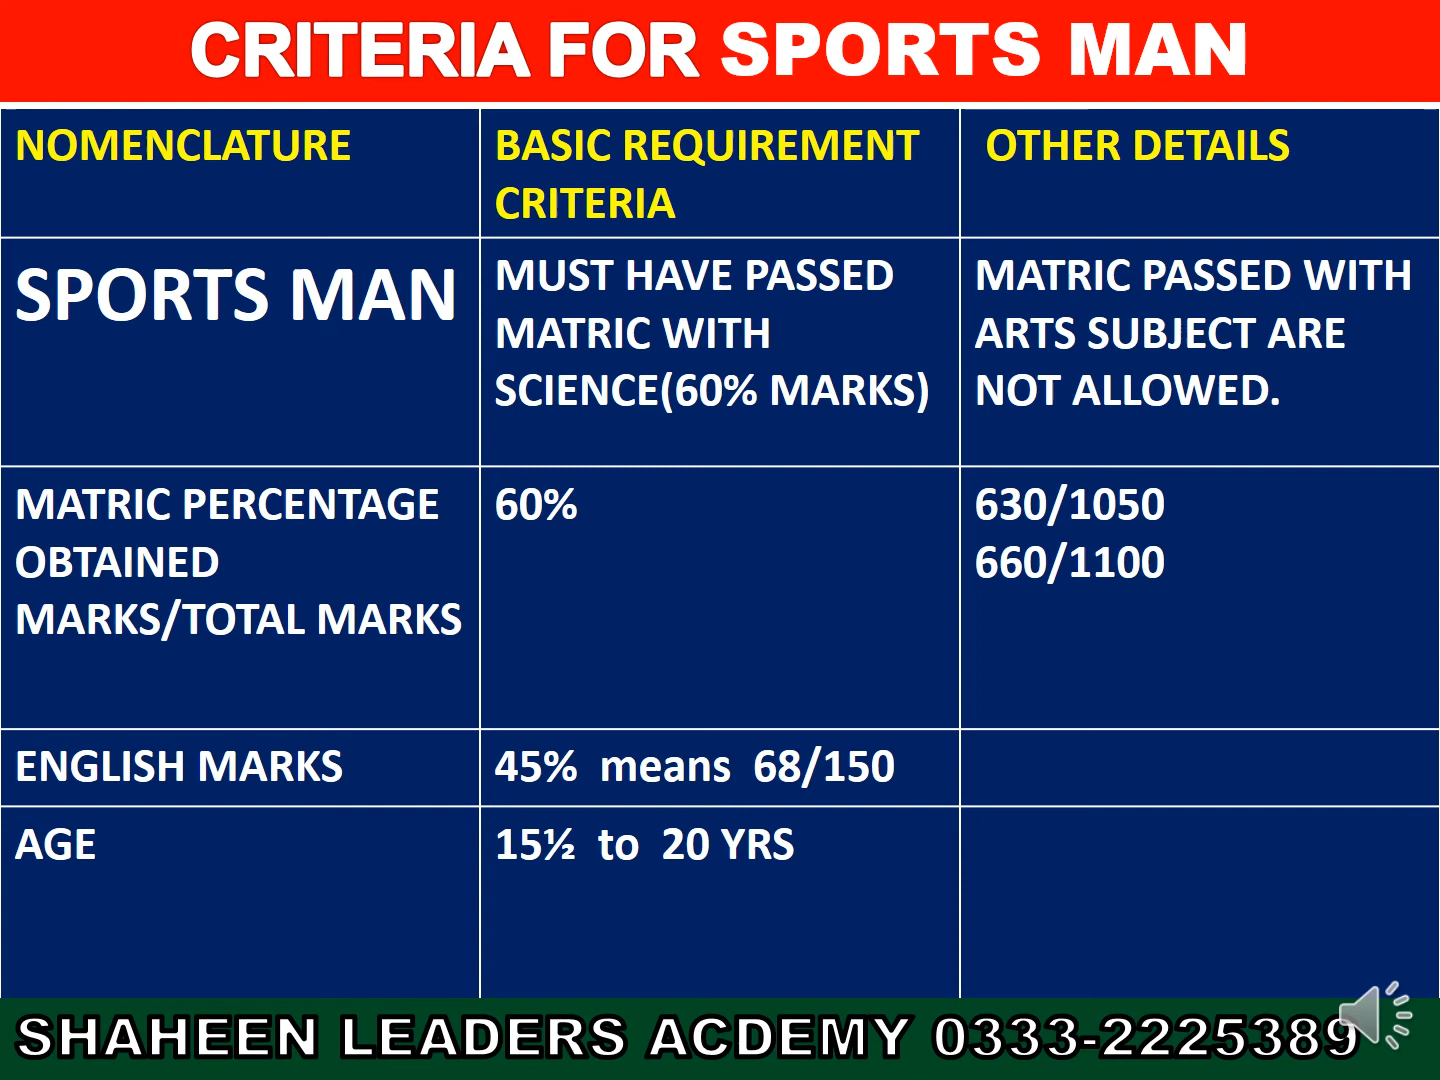 CRITERIA FOR SPORTS MAN
NOMENCLATURE
BASIC REQUIREMENT
CRITERIA
OTHER DETAILS
SPORTS MAN
MUST HAVE PASSED
MATRIC WITH
SCIENCE(60% MARKS)
MATRIC PASSED WITH
ARTS SUBJECT ARE
NOT ALLOWED.
MATRIC PERCENTAGE
OBTAINED
MARKS/TOTAL MARKS
60%
630/1050
660/1100
ENGLISH MARKS
45% means 68/150
AGE
15½ to 20 YRS
SHAHEEN LEADERS ACDEMY 0333-2225389